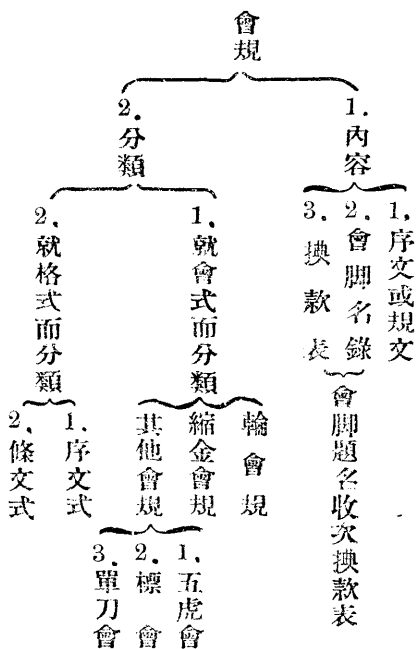 會規
1.內容
1.序文或規文
2.會脚名錄
3.換款表
會脚題名收次換款表
2.分類
1.就會式而分類
輪會規
縮金會規
其他會規
1.五虎會
2.標會
3.單刀會
2.就格式而分類
1.序文式
2.條文式